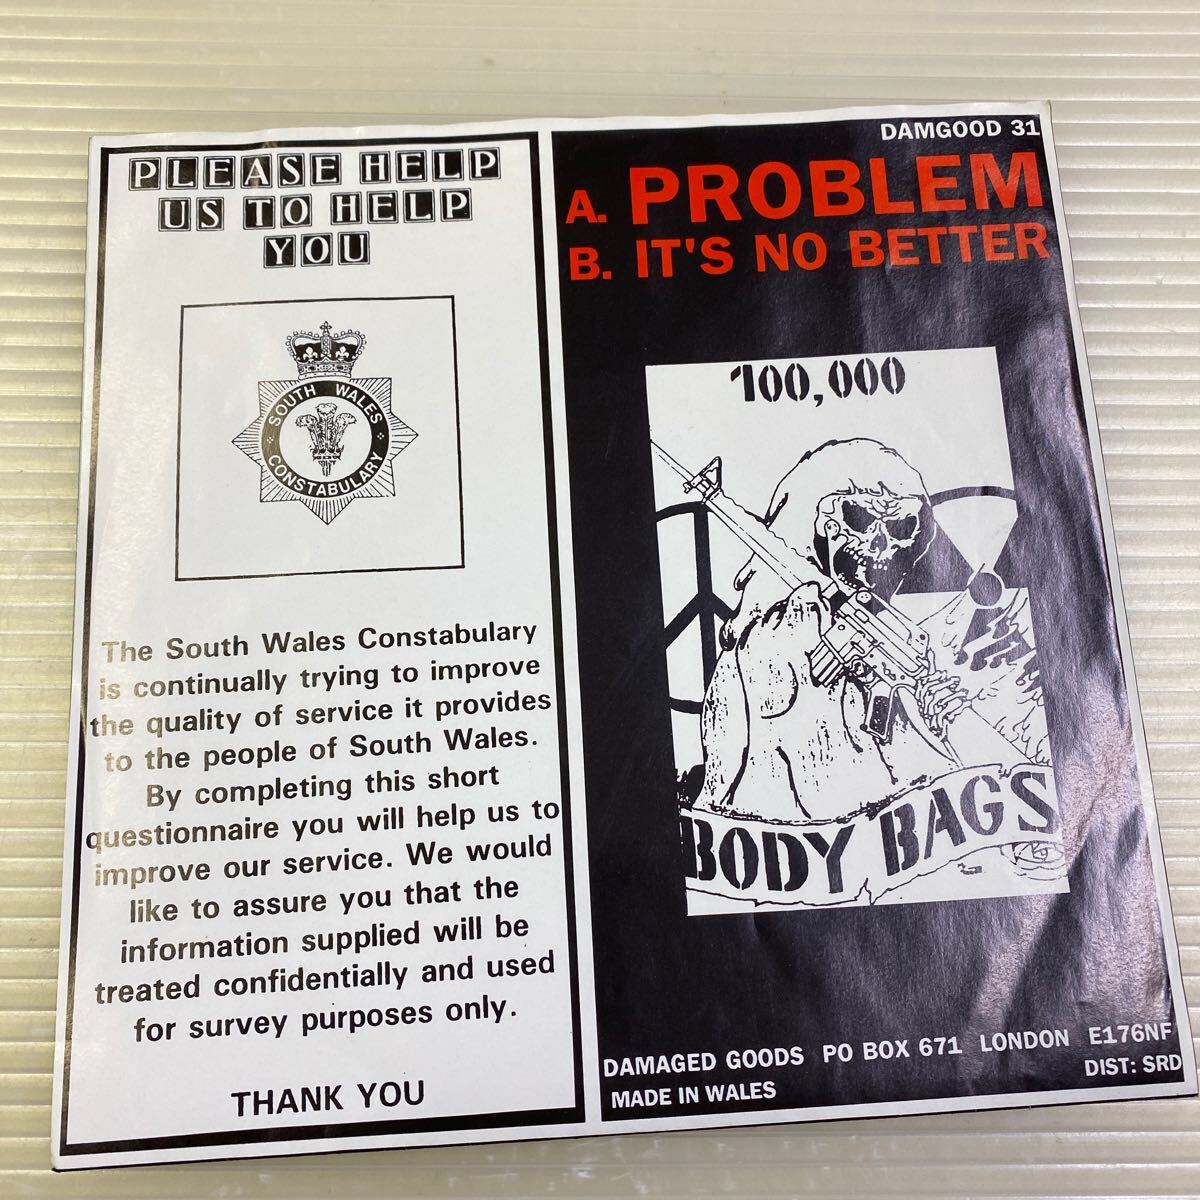 PLEASE HELP
US TO HELP
YOU
SOUTH WALES
CONSTABULARY
The South Wales Constabulary
is continually trying to improve
the quality of service it provides
to the people of South Wales.
By completing this short
questionnaire you will help us to
improve our service. We would
like to assure you that the
information supplied will be
treated confidentially and used
for survey purposes only.
THANK YOU
DAMGOOD 31
A. PROBLEM
B. IT'S NO BETTER
100,000
BODY BAGS
DAMAGED GOODS PO BOX 671 LONDON E176NF
MADE IN WALES
DIST: SRD